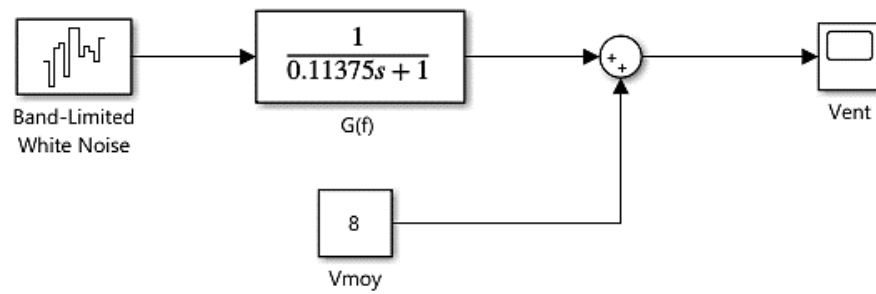 1
0.11375s + 1
G(f)
Band-Limited
White Noise
+
+
Vent
8
Vmoy